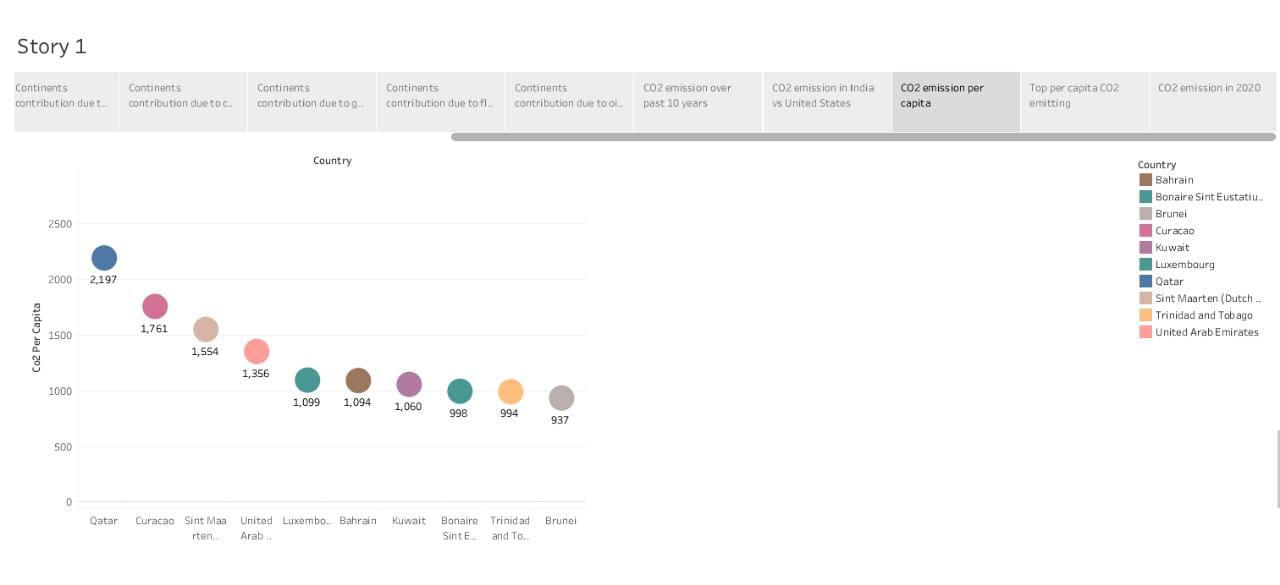 Story 1
Continents
contribution due t..
Continents
contribution due to c..
Continents
contribution due to g..
Continents
contribution due to fl..
Continents
contribution due to oi..
CO2 emission over
past 10 years
CO2 emission in India
vs United States
CO2 emission per
capita
Top per capita CO2
emitting
CO2 emission in 2020
Country
Co2 Per Capita
2500
2000
1500
1000
500
0
2,197
1,761
1,554
1,356
1,099
1,094
1,060
998
994
937
Qatar
Curacao
Sint Maa
rten..
United
Arab ..
Luxembo..
Bahrain
Kuwait
Bonaire
Sint E..
Trinidad
and To..
Brunei
Country
Bahrain
Bonaire Sint Eustatiu..
Brunei
Curacao
Kuwait
Luxembourg
Qatar
Sint Maarten (Dutch ..
Trinidad and Tobago
United Arab Emirates